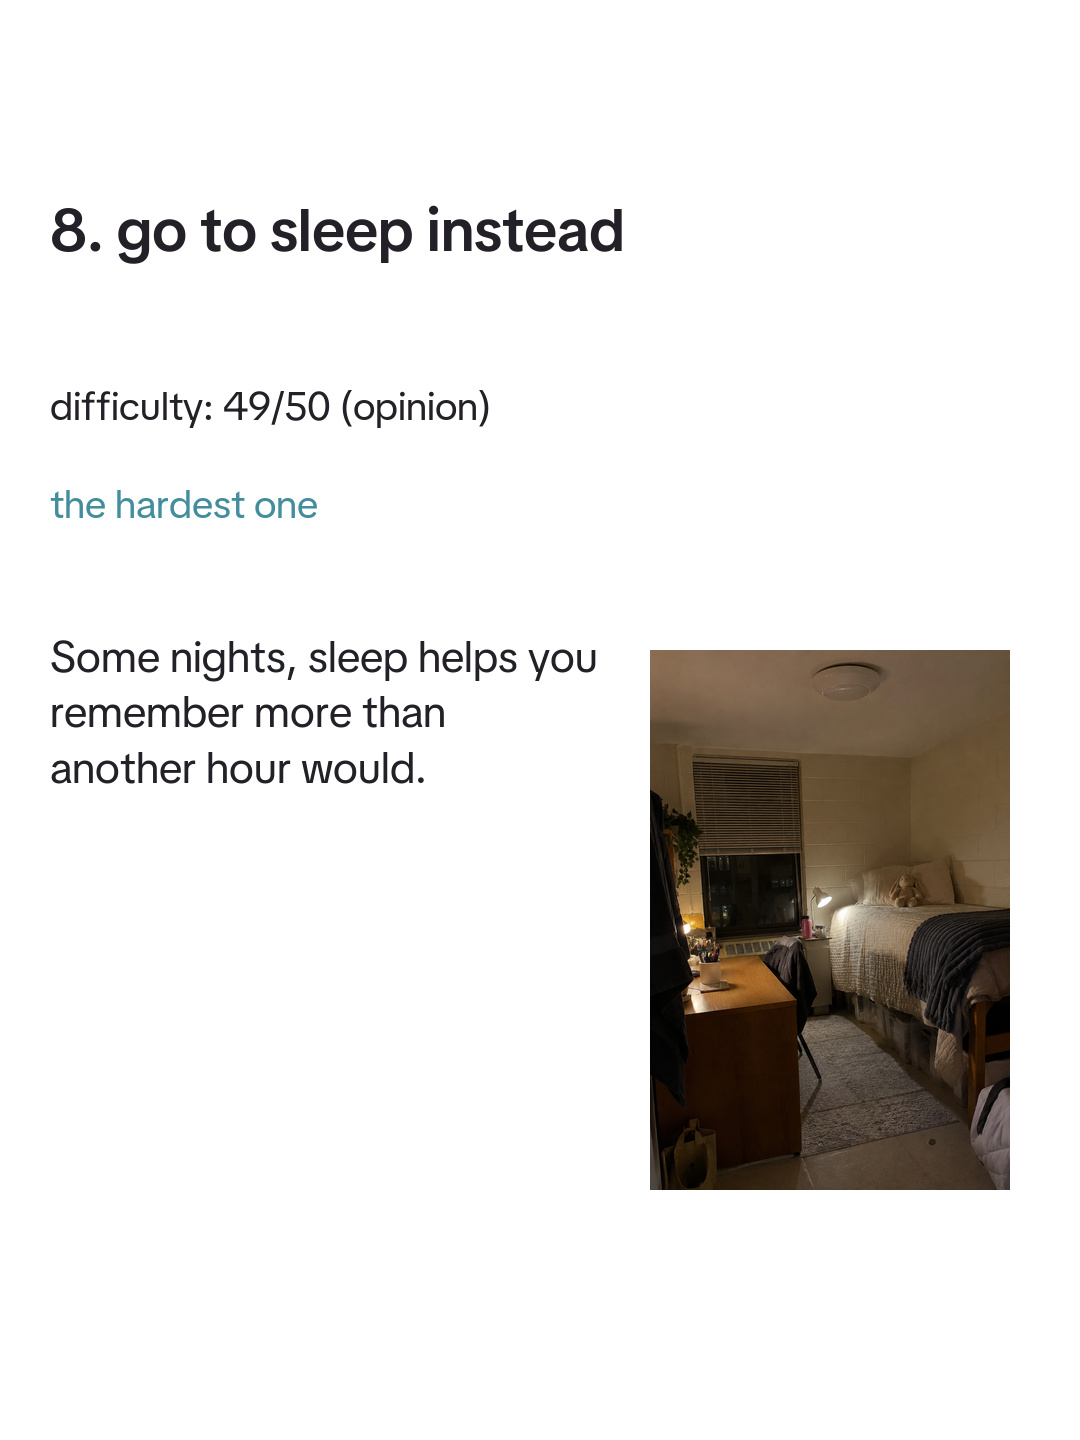 8. go to sleep instead
difficulty: 49/50 (opinion)
the hardest one
Some nights, sleep helps you
remember more than
another hour would.